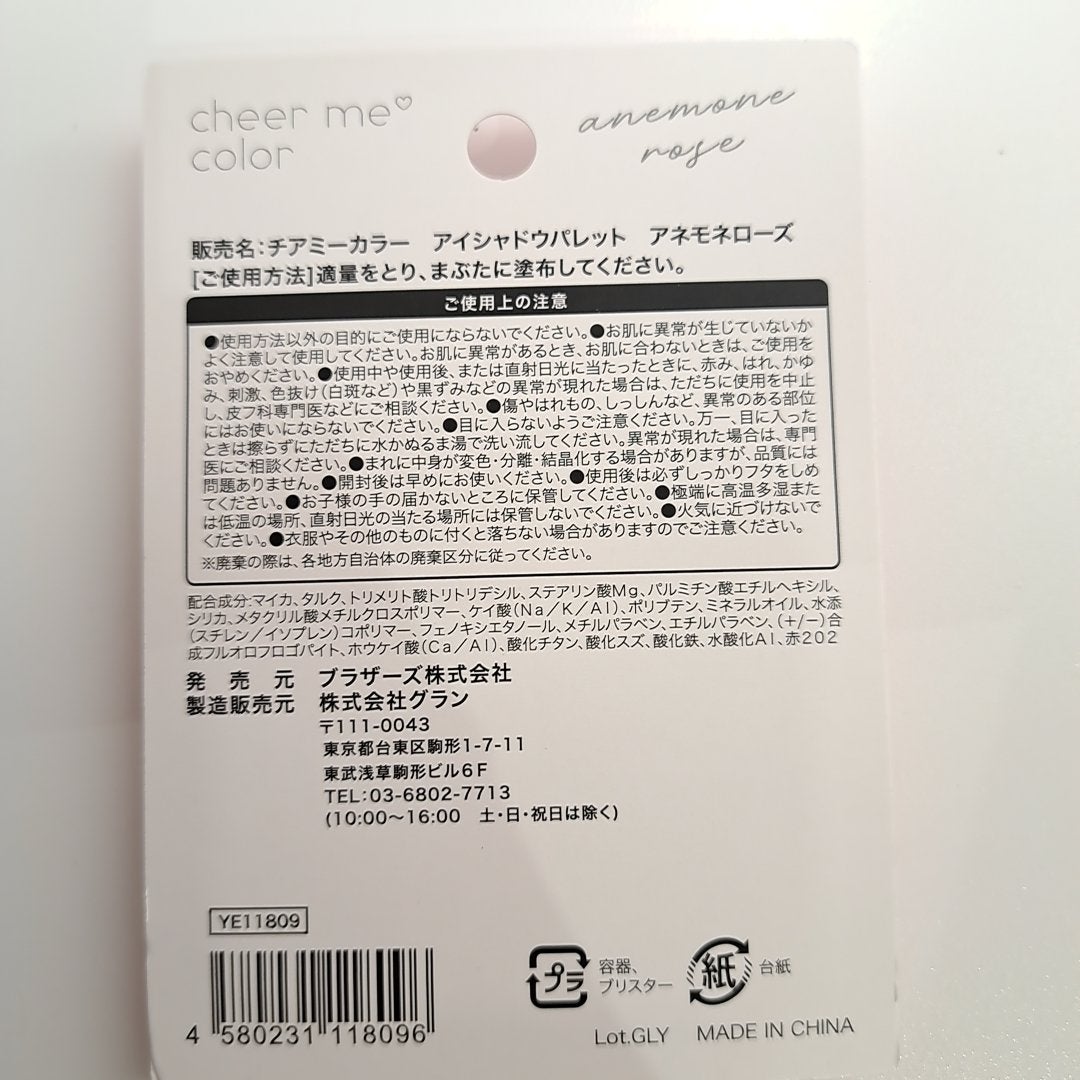 cheer me♡
color
anemone
rose
販売名:チアミーカラー　アイシャドウパレット　アネモネローズ
[ご使用方法]適量をとり、まぶたに塗布してください。
ご使用上の注意
●使用方法以外の目的にご使用にならないでください。●お肌に異常が生じていないか
よく注意して使用してください。お肌に異常があるとき、お肌に合わないときは、ご使用を
おやめください。●使用中や使用後、または直射日光に当たったときに、赤み、はれ、かゆ
み、刺激、色抜け(白斑など)や黒ずみなどの異常が現れた場合は、ただちに使用を中止
し、皮フ科専門医などにご相談ください。●傷やはれもの、しっしんなど、異常のある部位
にはお使いにならないでください。●目に入らないようご注意ください。万一、目に入った
ときは擦らずにただちに水かぬるま湯で洗い流してください。異常が現れた場合は、専門
医にご相談ください。●まれに中身が変色・分離・結晶化する場合がありますが、品質には
問題ありません。●開封後は早めにお使いください。●使用後は必ずしっかりフタをしめ
てください。●お子様の手の届かないところに保管してください。●極端に高温多湿また
は低温の場所、直射日光の当たる場所には保管しないでください。●火気に近づけないで
ください。●衣服やその他のものに付くと落ちない場合がありますのでご注意ください。
※廃棄の際は、各地方自治体の廃棄区分に従ってください。
配合成分:マイカ、タルク、トリメリト酸トリトリデシル、ステアリン酸Mg、パルミチン酸エチルヘキシル、
シリカ、メタクリル酸メチルクロスポリマー、ケイ酸(Na/K/Al)、ポリブテン、ミネラルオイル、水添
(スチレン/イソプレン)コポリマー、フェノキシエタノール、メチルパラベン、エチルパラベン、(+/−)合
成フルオロフロゴパイト、ホウケイ酸(Ca/Al)、酸化チタン、酸化スズ、酸化鉄、水酸化Al、赤202
発売元　ブラザーズ株式会社
製造販売元　株式会社グラン
〒111-0043
東京都台東区駒形1-7-11
東武浅草駒形ビル6F
TEL:03-6802-7713
(10:00〜16:00　土・日・祝日は除く)
YE11809
4 580231 118096
プラ 容器、
ブリスター
紙 台紙
Lot.GLY　MADE IN CHINA